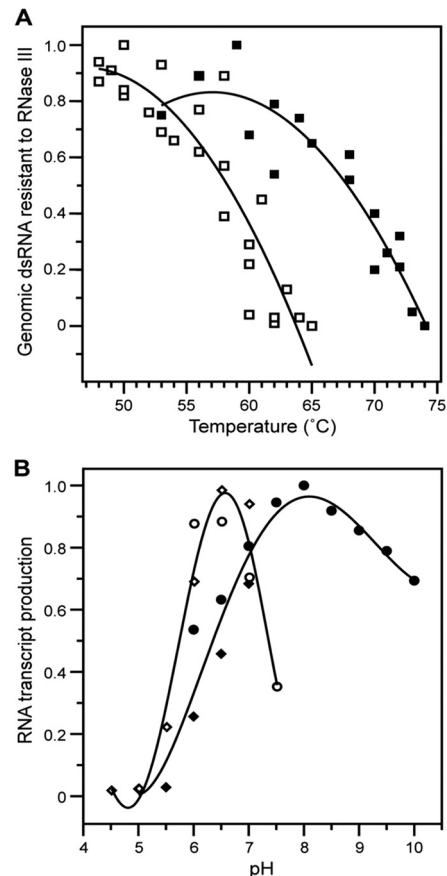 A
Genomic dsRNA resistant to RNase III
1.0
0.8
0.6
0.4
0.2
0
50 55 60 65 70 75
Temperature (˚C)
B
RNA transcript production
1.0
0.8
0.6
0.4
0.2
0
4 5 6 7 8 9 10
pH